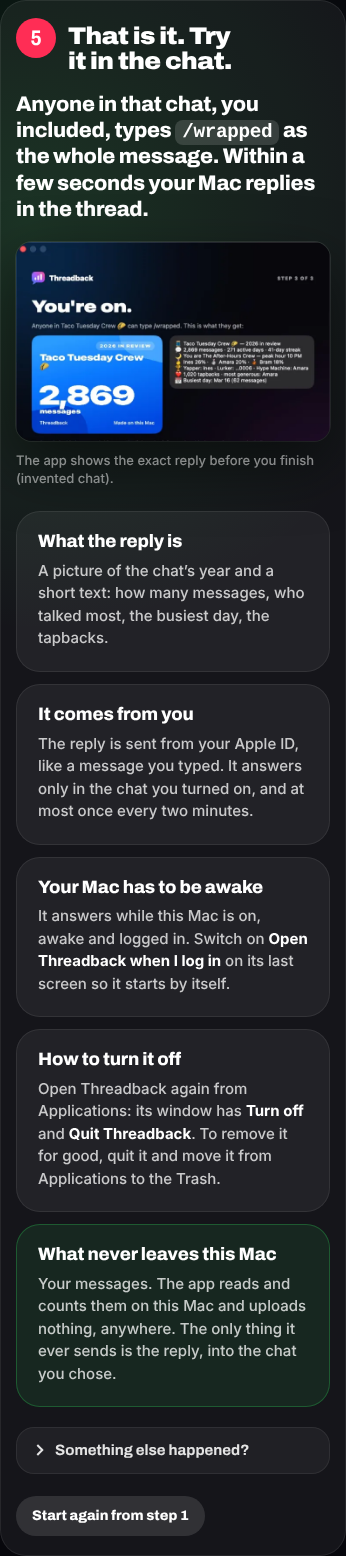 5
That is it. Try
it in the chat.
Anyone in that chat, you
included, types /wrapped as
the whole message. Within a
few seconds your Mac replies
in the thread.
Threadback
STEP 5 OF 5
You're on.
Anyone in Taco Tuesday Crew 🌮 can type /wrapped. This is what they get:
2026 IN REVIEW
Taco Tuesday Crew
🌮
2,869
messages
Threadback
Made on this Mac
Taco Tuesday Crew 🌮 — 2026 in review
2,869 messages · 271 active days · 41-day streak
You are The After-Hours Crew — peak hour 10 PM
Ines 26% · Amara 20% · Bram 18%
Yapper: Ines · Lurker: ...0006 · Hype Machine: Amara
1,020 tapbacks · most generous: Amara
Busiest day: Mar 16 (62 messages)
The app shows the exact reply before you finish
(invented chat).
What the reply is
A picture of the chat’s year and a
short text: how many messages, who
talked most, the busiest day, the
tapbacks.
It comes from you
The reply is sent from your Apple ID,
like a message you typed. It answers
only in the chat you turned on, and at
most once every two minutes.
Your Mac has to be awake
It answers while this Mac is on,
awake and logged in. Switch on Open
Threadback when I log in on its last
screen so it starts by itself.
How to turn it off
Open Threadback again from
Applications: its window has Turn off
and Quit Threadback. To remove it
for good, quit it and move it from
Applications to the Trash.
What never leaves this Mac
Your messages. The app reads and
counts them on this Mac and uploads
nothing, anywhere. The only thing it
ever sends is the reply, into the chat
you chose.
Something else happened?
Start again from step 1